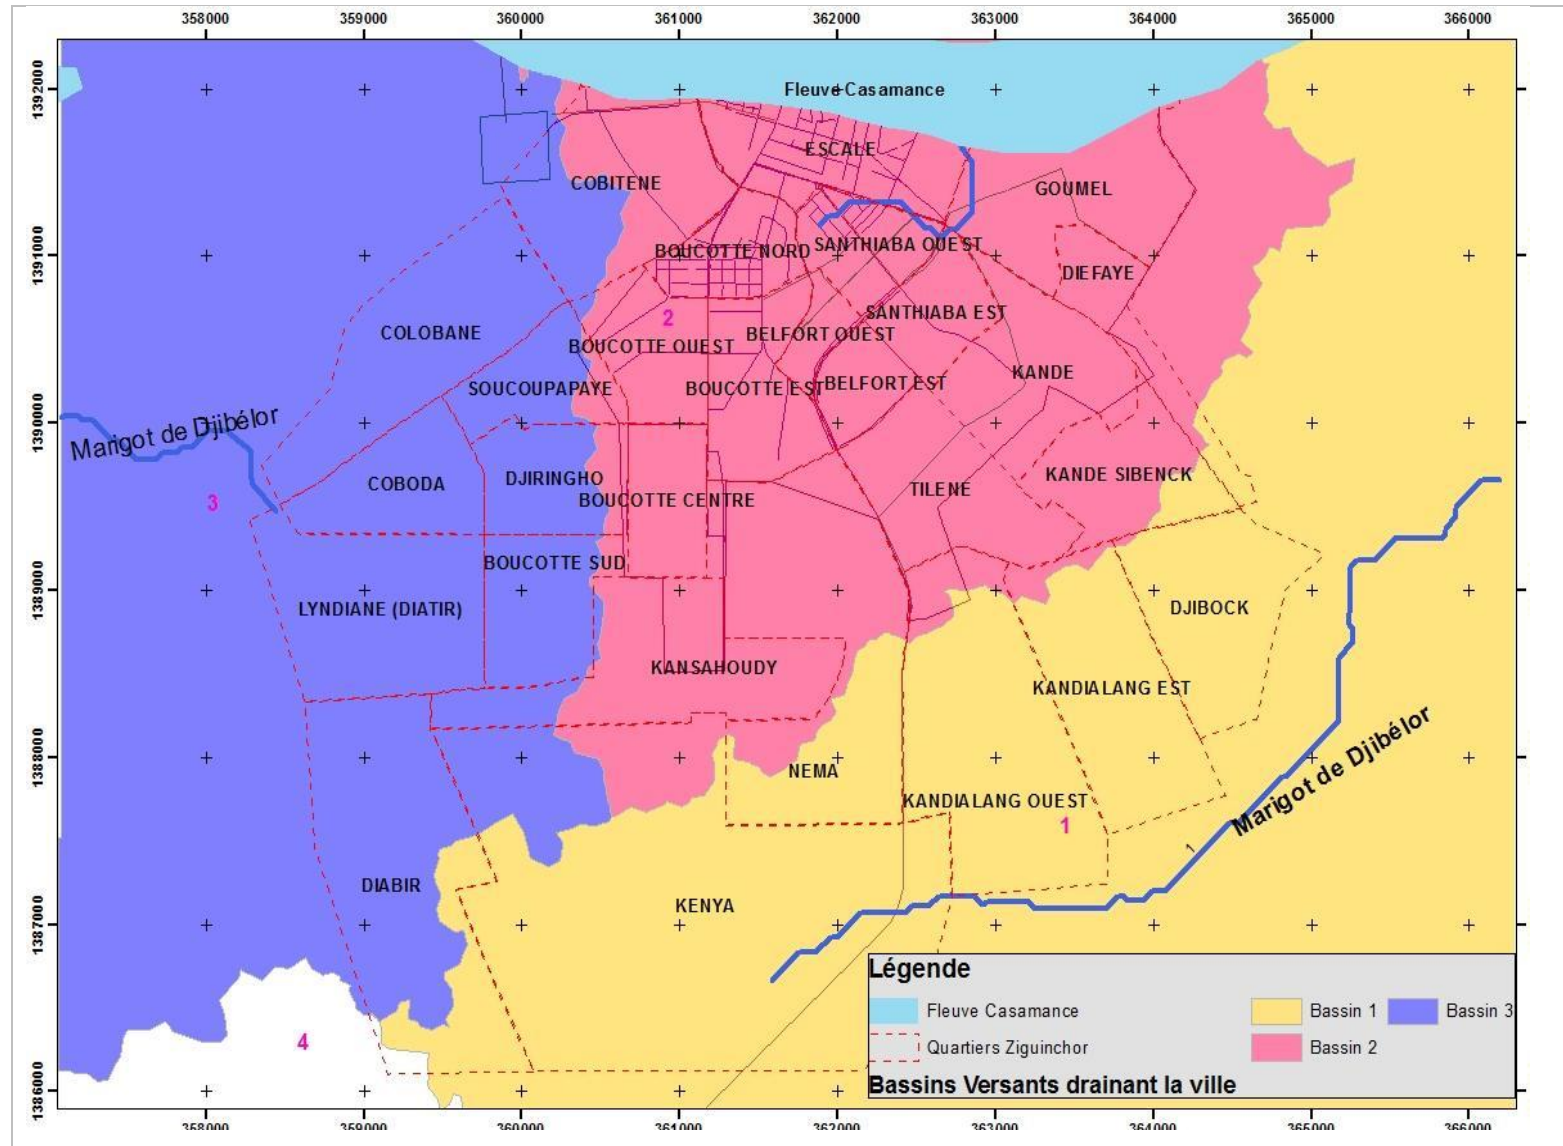 358000 359000 360000 361000 362000 363000 364000 365000 366000
1392000
Fleuve Casamance
ESCALE
COBITENE
GOUMEL
1391000
BOUCOTTE NORD
SANTHIABA OUEST
DIEFAYE
SANTHIABA EST
2
COLOBANE
BELFORT OUEST
BOUCOTTE OUEST
KANDE
SOUCOUPAPAYE
BOUCOTTE EST
BELFORT EST
1390000
Marigot de Djibélor
KANDE SIBENCK
DJIRINGHO
COBODA
TILENE
BOUCOTTE CENTRE
3
BOUCOTTE SUD
1389000
LYNDIANE (DIATIR)
DJIBOCK
KANSAHOUDY
KANDIALANG EST
1388000
NEMA
Marigot de Djibélor
KANDIALANG OUEST
1
1
DIABIR
KENYA
1387000
4
1386000
Légende
Fleuve Casamance
Bassin 1
Bassin 3
Quartiers Ziguinchor
Bassin 2
Bassins Versants drainant la ville
358000 359000 360000 361000 362000 363000 364000 365000 366000